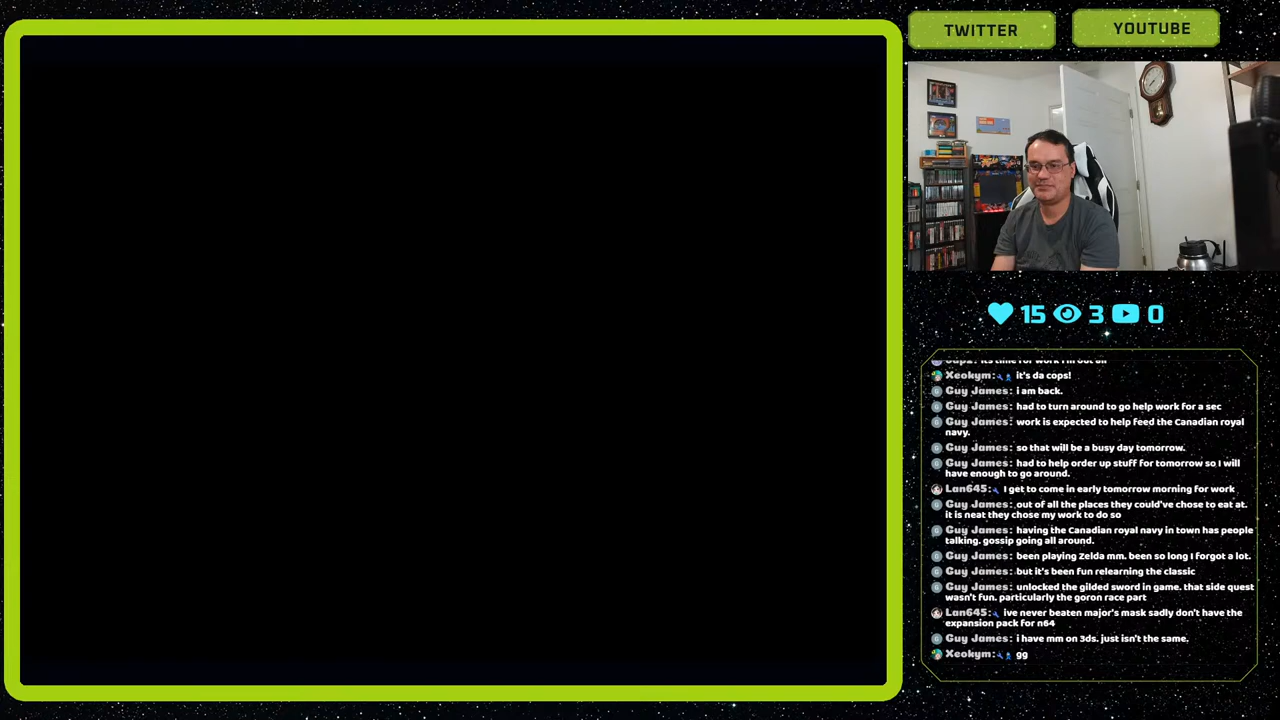 TWITTER
YOUTUBE
15 3 0
it's time for work I'm out
Xeokym: it's da cops!
Guy James: i am back.
Guy James: had to turn around to go help work for a sec
Guy James: work is expected to help feed the Canadian royal
navy.
Guy James: so that will be a busy day tomorrow.
Guy James: had to help order up stuff for tomorrow so I will
have enough to go around.
Lan645: I get to come in early tomorrow morning for work
Guy James: out of all the places they could've chose to eat at.
it is neat they chose my work to do so
Guy James: having the Canadian royal navy in town has people
talking. gossip going all around.
Guy James: been playing Zelda mm. been so long I forgot a lot.
Guy James: but it's been fun relearning the classic
Guy James: unlocked the gilded sword in game. that side quest
wasn't fun. particularly the goron race part
Lan645: ive never beaten major's mask sadly don't have the
expansion pack for n64
Guy James: i have mm on 3ds. just isn't the same.
Xeokym: gg